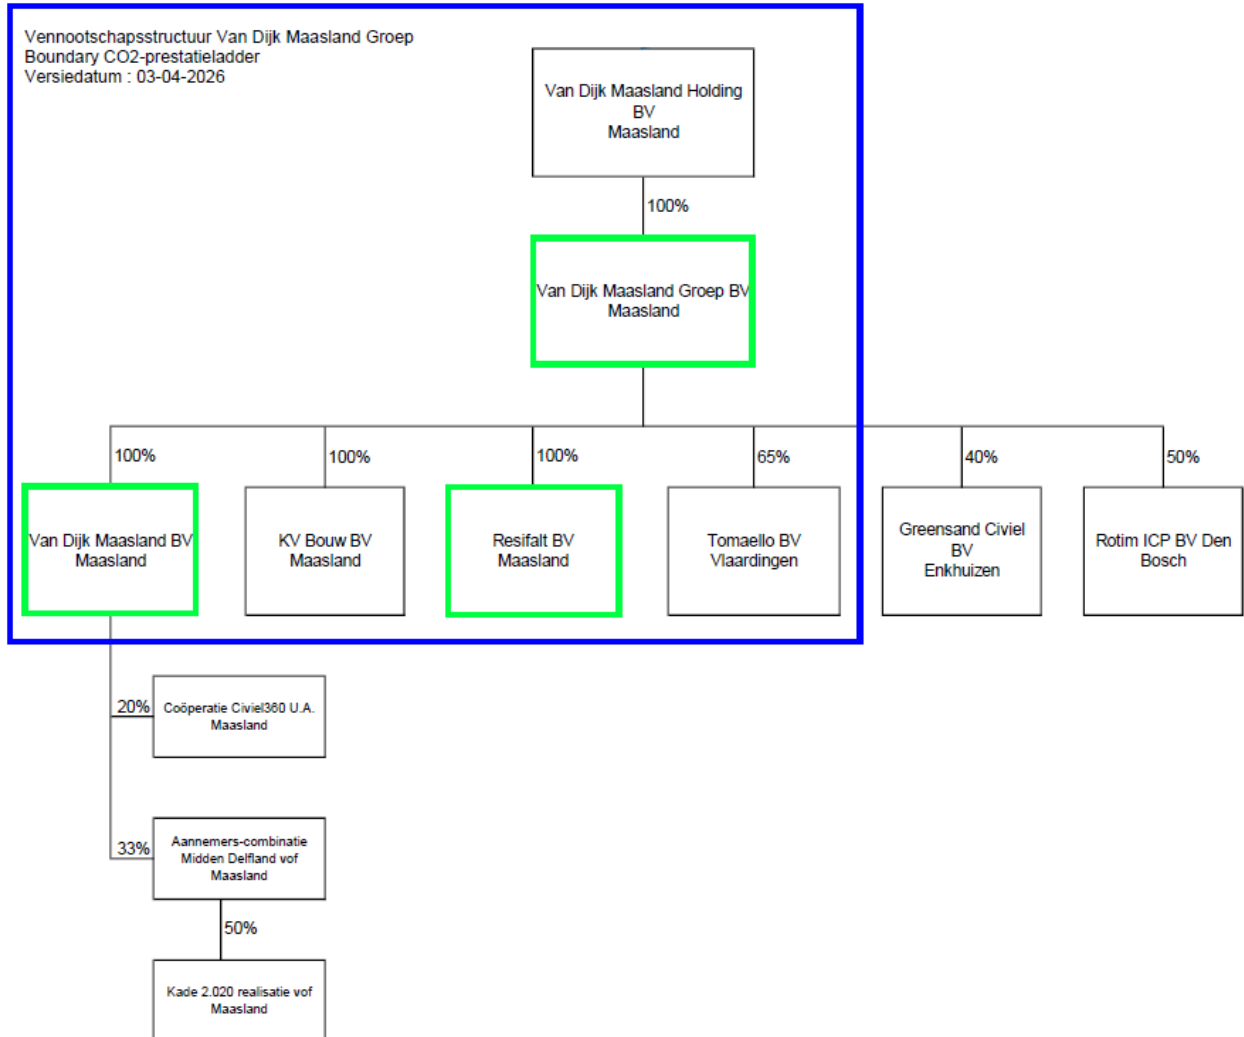 Vennootschapsstructuur Van Dijk Maasland Groep
Boundary CO2-prestatieladder
Versiedatum : 03-04-2026
Van Dijk Maasland Holding
BV
Maasland
100%
Van Dijk Maasland Groep BV
Maasland
100%
100%
100%
65%
40%
50%
Van Dijk Maasland BV
Maasland
KV Bouw BV
Maasland
Resifalt BV
Maasland
Tomaello BV
Vlaardingen
Greensand Civiel
BV
Enkhuizen
Rotim ICP BV Den
Bosch
20%
Coöperatie Civiel360 U.A.
Maasland
33%
Aannemers-combinatie
Midden Delfland vof
Maasland
50%
Kade 2.020 realisatie vof
Maasland